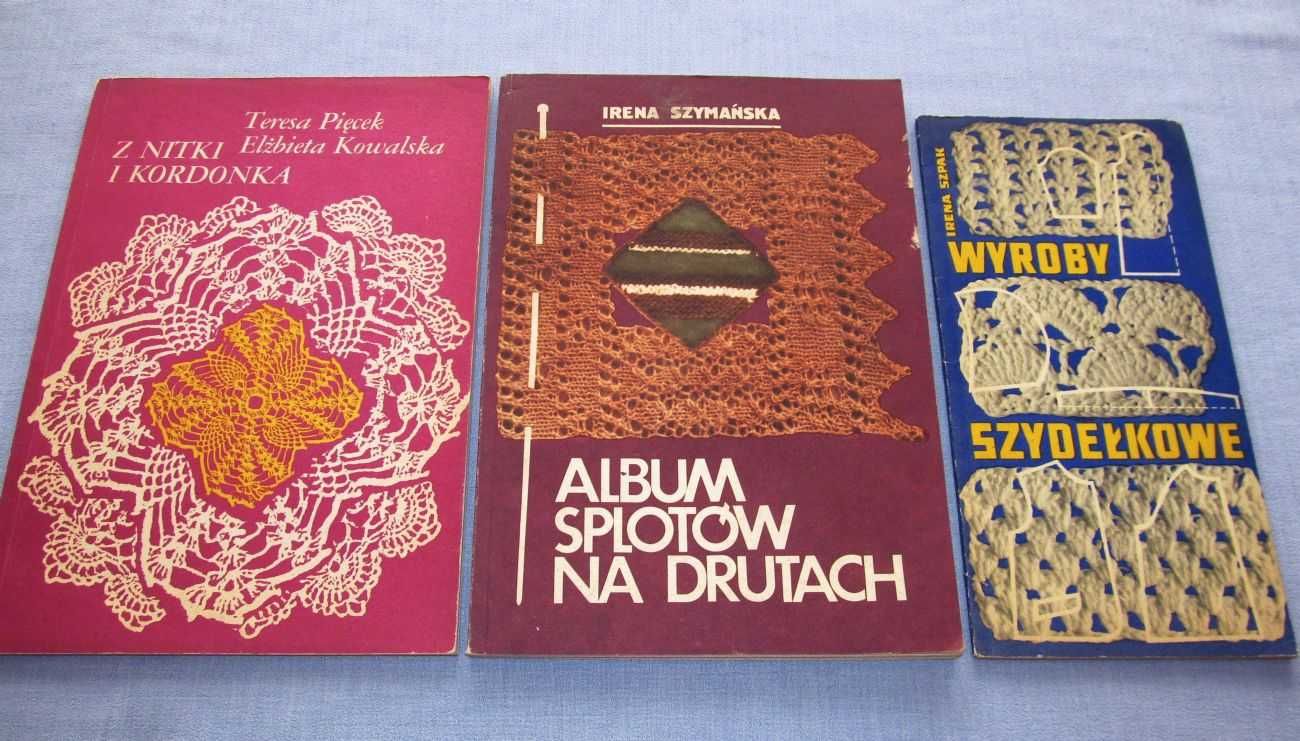 Teresa Pięcek
Elżbieta Kowalska
Z NITKI
I KORDONKA
IRENA SZYMAŃSKA
ALBUM
SPLOTÓW
NA DRUTACH
IRENA SZPAK
WYROBY
SZYDEŁKOWE